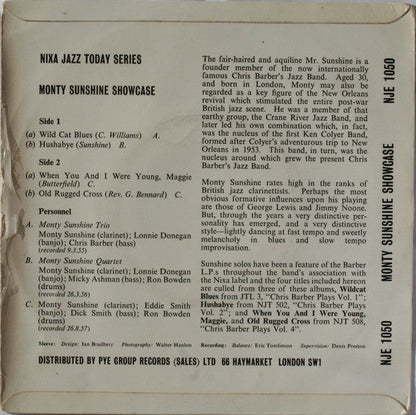 NIXA JAZZ TODAY SERIES
MONTY SUNSHINE SHOWCASE
Side 1
(a) Wild Cat Blues (C. Williams) A.
(b) Hushabye (Sunshine) B.
Side 2
(a) When You And I Were Young, Maggie
(Butterfield) C.
(b) Old Rugged Cross (Rev. G. Bennard) C.
Personnel
A. Monty Sunshine Trio
Monty Sunshine (clarinet); Lonnie Donegan
(banjo); Chris Barber (bass)
(recorded 9.3.55)
B. Monty Sunshine Quartet
Monty Sunshine (clarinet); Lonnie Donegan
(banjo); Micky Ashman (bass); Ron Bowden
(drums)
(recorded 26.3.56)
C. Monty Sunshine (clarinet); Eddie Smith
(banjo); Dick Smith (bass); Ron Bowden
(drums)
(recorded 26.8.57)
The fair-haired and aquiline Mr. Sunshine is a
founder member of the now internationally
famous Chris Barber's Jazz Band. Aged 30,
and born in London, Monty may also be
regarded as a key figure of the New Orleans
revival which stimulated the entire post-war
British jazz scene. He was a member of that
earthy group, the Crane River Jazz Band, and
later led his own combination which, in fact,
was the nucleus of the first Ken Colyer Band,
formed after Colyer's adventurous trip to New
Orleans in 1953. This band, in turn, was the
nucleus around which grew the present Chris
Barber's Jazz Band.
Monty Sunshine rates high in the ranks of
British jazz clarinettists. Perhaps the most
obvious formative influences upon his playing
are those of George Lewis and Jimmy Noone.
But, through the years a very distinctive per-
sonality has emerged, and a very distinctive
style—lightly dancing at fast tempo and sweetly
melancholy in blues and slow tempo
improvisation.
Sunshine solos have been a feature of the Barber
L.P.s throughout the band's association with
the Nixa label and the four titles included herein
are culled from three of these albums, Wildcat
Blues from JTL 3, "Chris Barber Plays Vol. 1";
Hushabye from NJT 502, "Chris Barber Plays
Vol. 2"; and When You And I Were Young,
Maggie, and Old Rugged Cross from NJT 508,
"Chris Barber Plays Vol. 4".
Sleeve: Design: Ian Bradbery Photography: Walter Hanlon Recording: Balancer: Eric Tomlinson Supervision: Denis Preston
DISTRIBUTED BY PYE GROUP RECORDS (SALES) LTD 66 HAYMARKET LONDON SW1
NJE 1050 MONTY SUNSHINE SHOWCASE NJE 1050